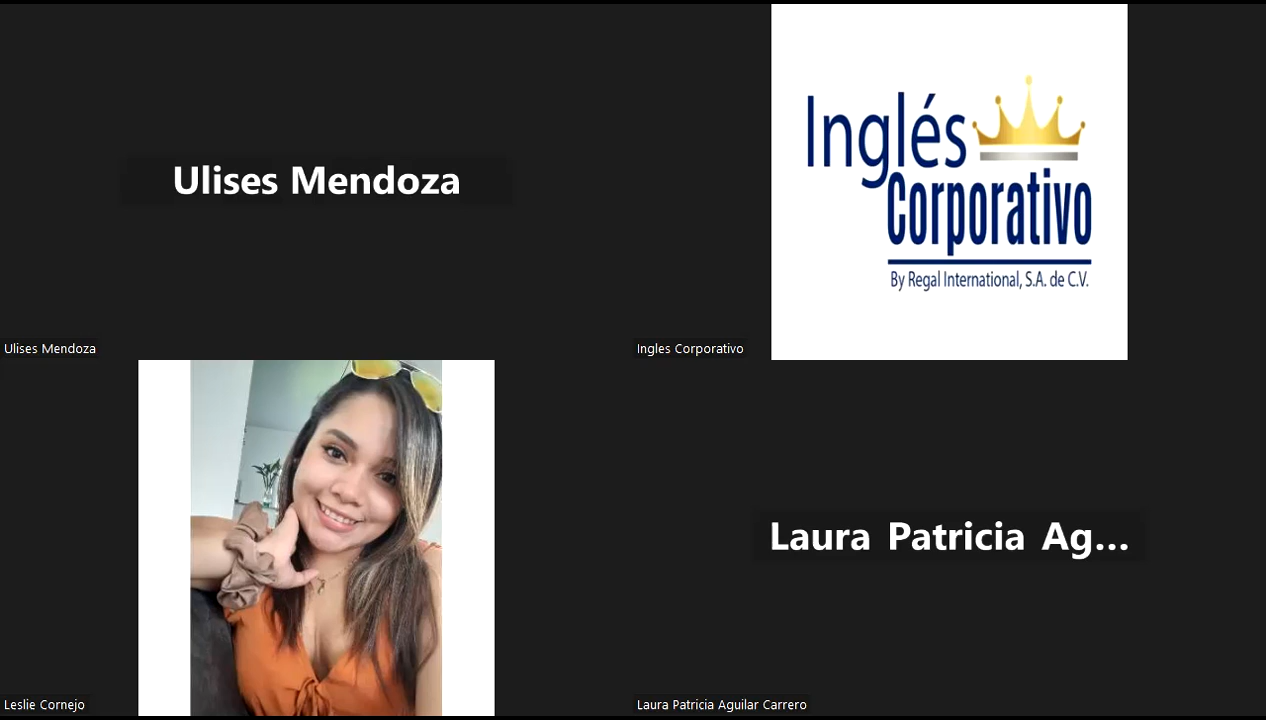 Ulises Mendoza
Ulises Mendoza
Inglés
Corporativo
By Regal International, S.A. de C.V.
Ingles Corporativo
Leslie Cornejo
Laura Patricia Ag...
Laura Patricia Aguilar Carrero